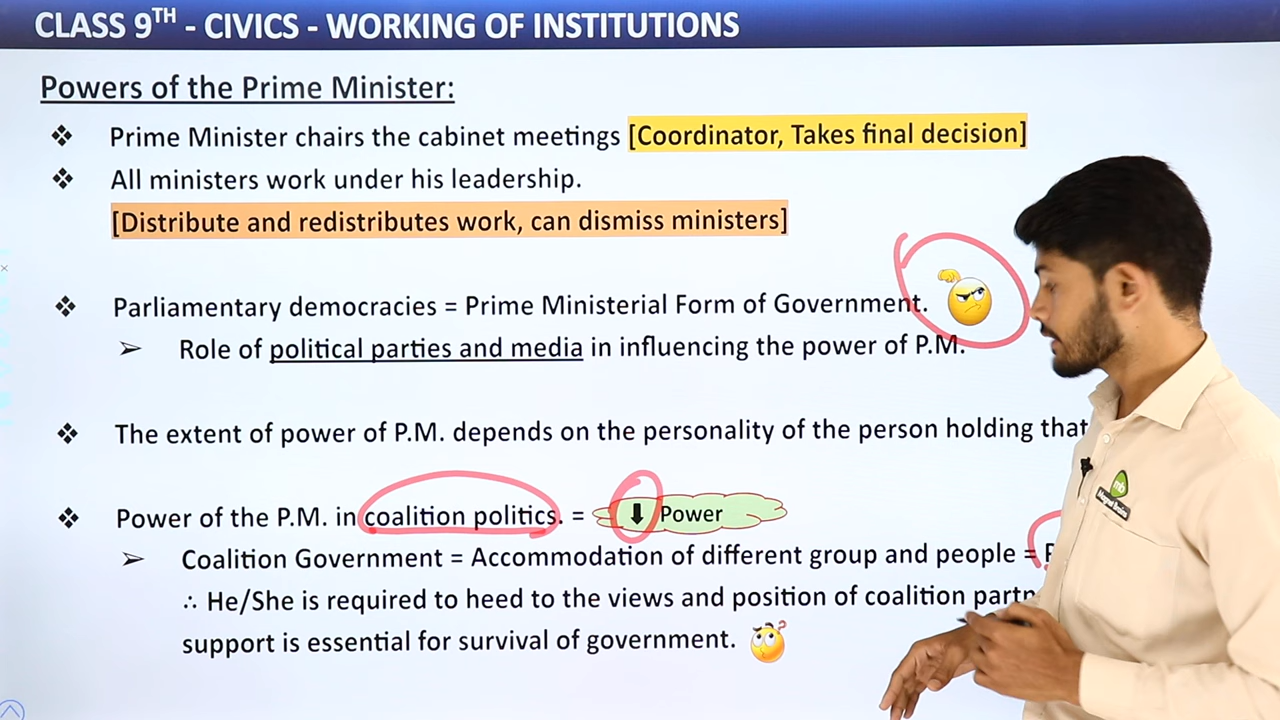 CLASS 9TH - CIVICS - WORKING OF INSTITUTIONS
Powers of the Prime Minister:
❖ Prime Minister chairs the cabinet meetings [Coordinator, Takes final decision]
❖ All ministers work under his leadership.
[Distribute and redistributes work, can dismiss ministers]
❖ Parliamentary democracies = Prime Ministerial Form of Government.
➢ Role of political parties and media in influencing the power of P.M.
❖ The extent of power of P.M. depends on the personality of the person holding that
❖ Power of the P.M. in coalition politics. = ⬇ Power
➢ Coalition Government = Accommodation of different group and people =
∴ He/She is required to heed to the views and position of coalition
support is essential for survival of government.
mb
Magnet Brains